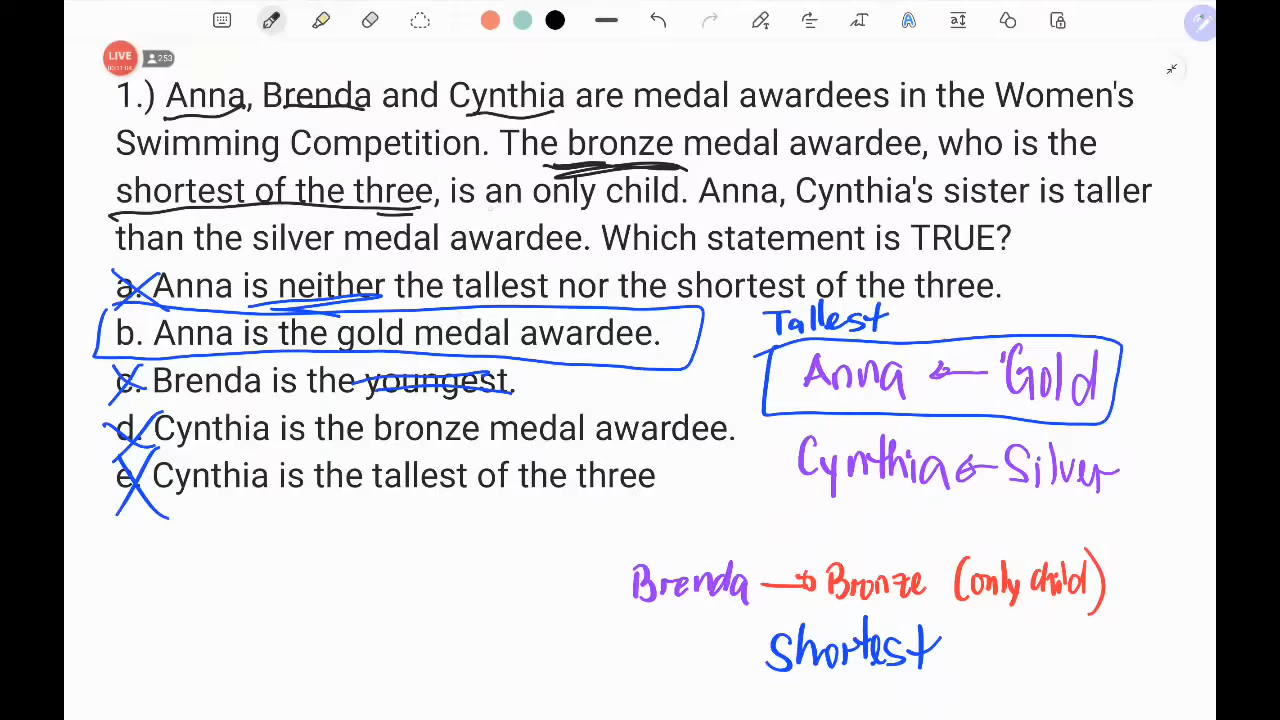 LIVE
00:11:04
253
1.) Anna, Brenda and Cynthia are medal awardees in the Women's
Swimming Competition. The bronze medal awardee, who is the
shortest of the three, is an only child. Anna, Cynthia's sister is taller
than the silver medal awardee. Which statement is TRUE?
a. Anna is neither the tallest nor the shortest of the three.
b. Anna is the gold medal awardee.
c. Brenda is the youngest.
d. Cynthia is the bronze medal awardee.
e. Cynthia is the tallest of the three
Tallest
Anna ← Gold
Cynthia ← Silver
Brenda → Bronze (only child)
shortest